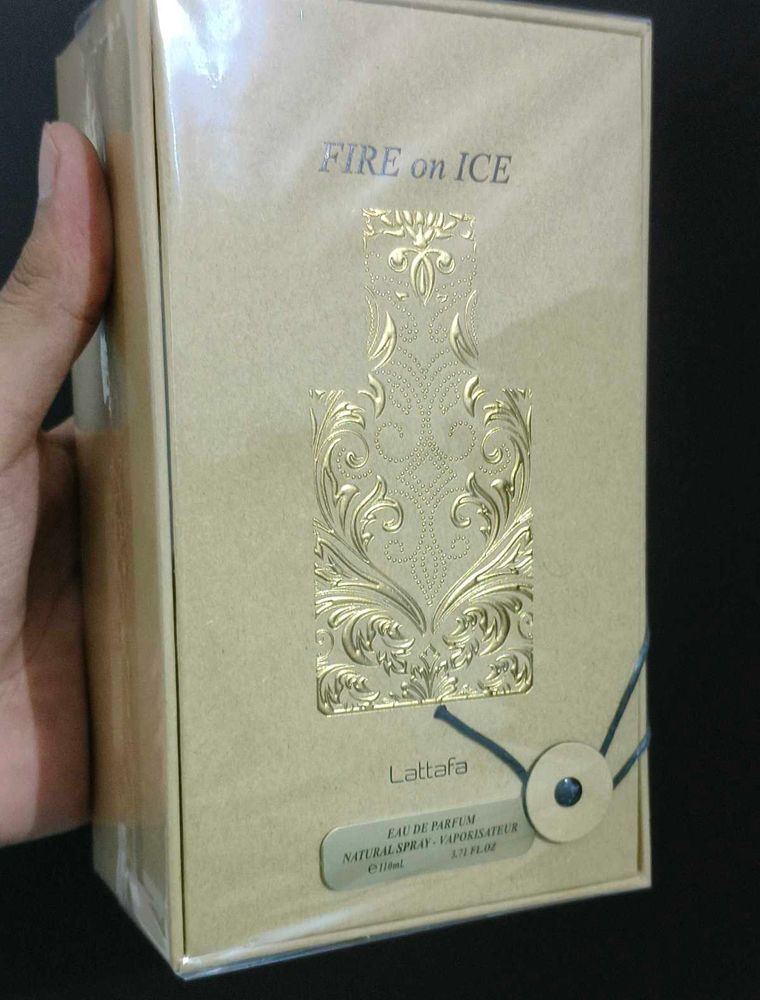 FIRE on ICE
Lattafa
EAU DE PARFUM
NATURAL SPRAY - VAPORISATEUR
℮110mL 3.71 FL.OZ